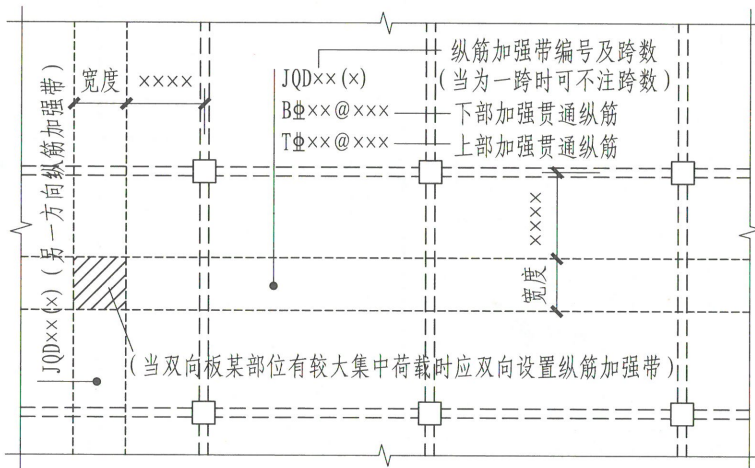 纵筋加强带编号及跨数
JQD××(×)
(当为一跨时可不注跨数)
B⏀××@×××
下部加强贯通纵筋
T⏀××@×××
上部加强贯通纵筋
宽度
××××
××××
宽度
JQD××(×)(另一方向纵筋加强带)
(当双向板某部位有较大集中荷载时应双向设置纵筋加强带)